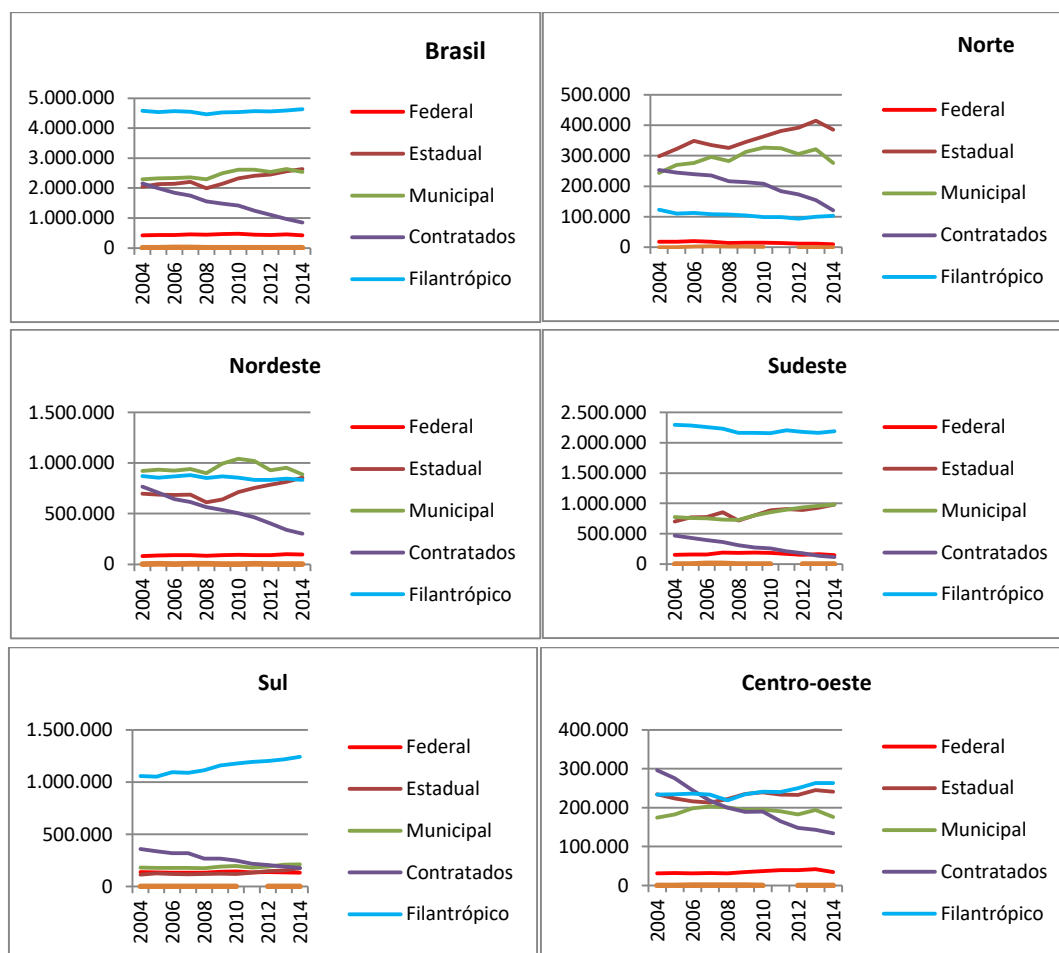 Brasil
5.000.000
4.000.000
3.000.000
2.000.000
1.000.000
0
2004
2006
2008
2010
2012
2014
Federal
Estadual
Municipal
Contratados
Filantrópico
Norte
500.000
400.000
300.000
200.000
100.000
0
2004
2006
2008
2010
2012
2014
Federal
Estadual
Municipal
Contratados
Filantrópico
Nordeste
1.500.000
1.000.000
500.000
0
2004
2006
2008
2010
2012
2014
Federal
Estadual
Municipal
Contratados
Filantrópico
Sudeste
2.500.000
2.000.000
1.500.000
1.000.000
500.000
0
2004
2006
2008
2010
2012
2014
Federal
Estadual
Municipal
Contratados
Filantrópico
Sul
1.500.000
1.000.000
500.000
0
2004
2006
2008
2010
2012
2014
Federal
Estadual
Municipal
Contratados
Filantrópico
Centro-oeste
400.000
300.000
200.000
100.000
0
2004
2006
2008
2010
2012
2014
Federal
Estadual
Municipal
Contratados
Filantrópico